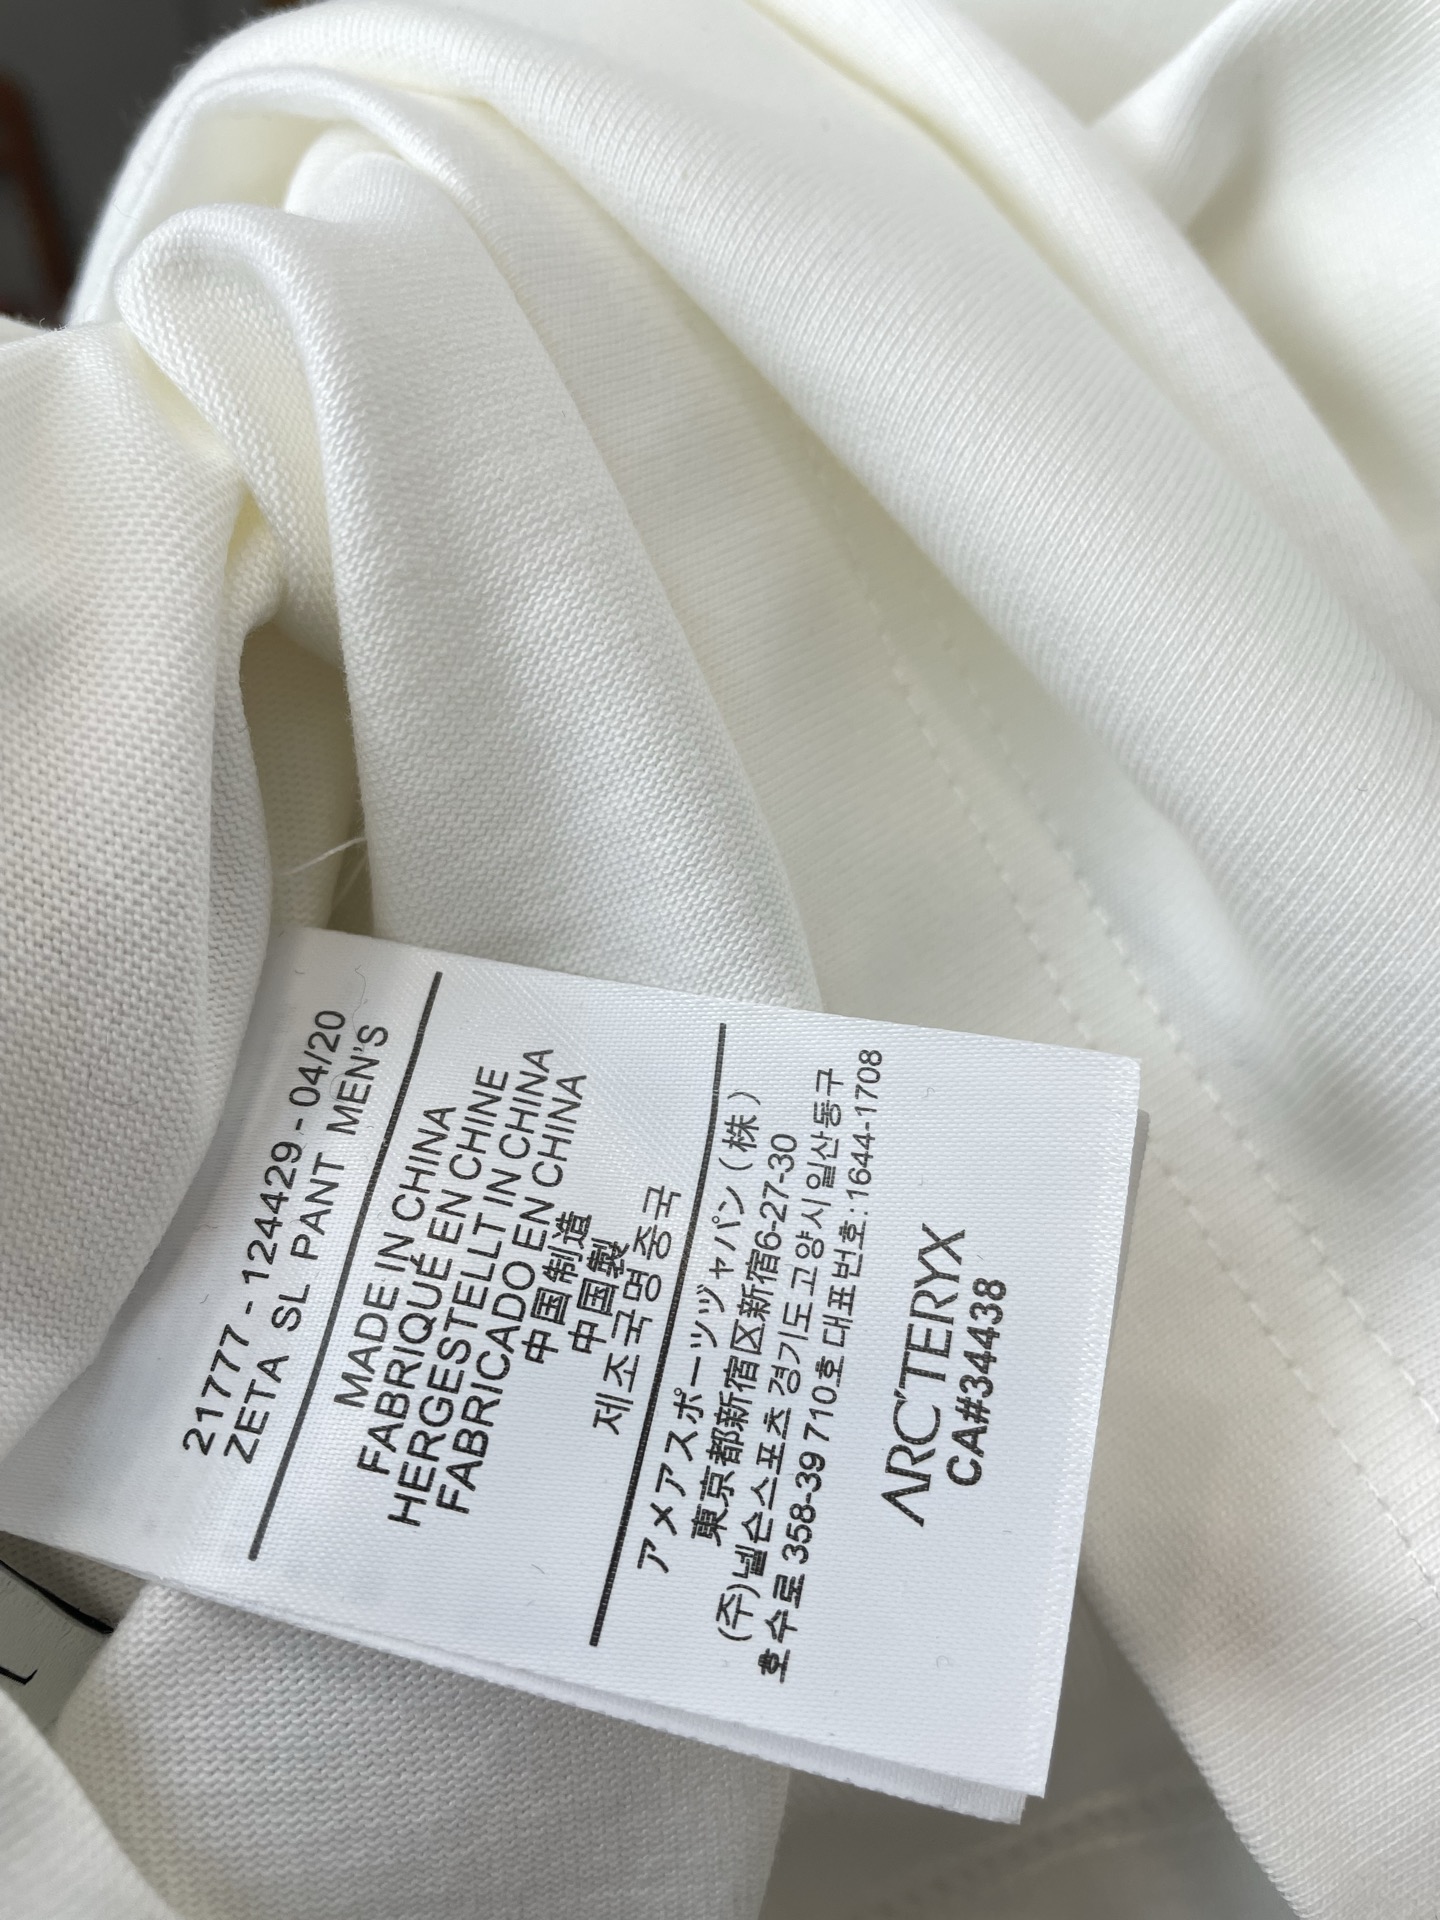 21777 - 124429 - 04/20
ZETA SL PANT MEN'S
MADE IN CHINA
FABRIQUÉ EN CHINE
HERGESTELLT IN CHINA
FABRICADO EN CHINA
中国制造
中国製
제조국명 중국
アメアスポーツヅャパン（株）
東京都新宿区新宿6-27-30
(주)넬슨스포츠 경기도 고양시 일산동구
호수로 358-39 710호 대표번호:1644-1708
ARC'TERYX
CA#34438